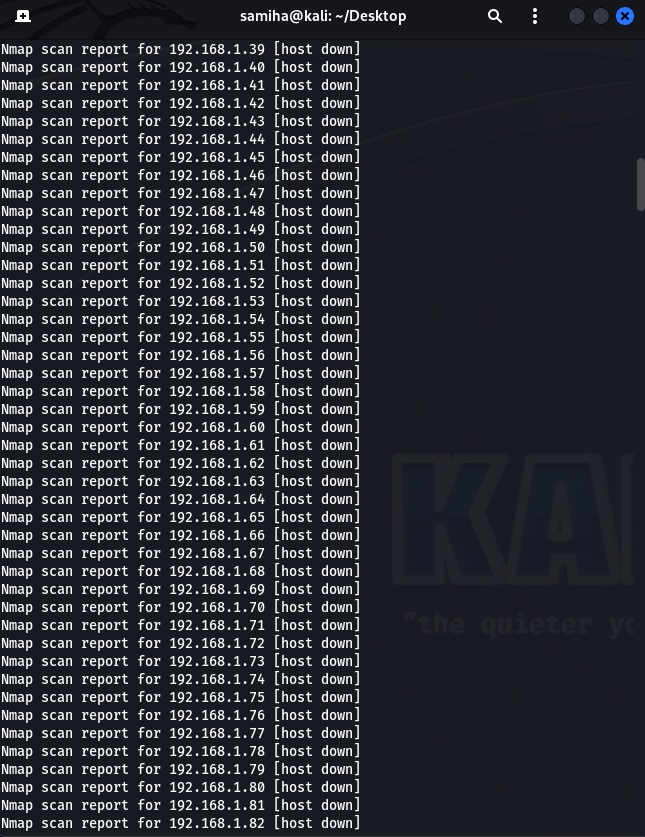 samiha@kali: ~/Desktop
Nmap scan report for 192.168.1.39 [host down]
Nmap scan report for 192.168.1.40 [host down]
Nmap scan report for 192.168.1.41 [host down]
Nmap scan report for 192.168.1.42 [host down]
Nmap scan report for 192.168.1.43 [host down]
Nmap scan report for 192.168.1.44 [host down]
Nmap scan report for 192.168.1.45 [host down]
Nmap scan report for 192.168.1.46 [host down]
Nmap scan report for 192.168.1.47 [host down]
Nmap scan report for 192.168.1.48 [host down]
Nmap scan report for 192.168.1.49 [host down]
Nmap scan report for 192.168.1.50 [host down]
Nmap scan report for 192.168.1.51 [host down]
Nmap scan report for 192.168.1.52 [host down]
Nmap scan report for 192.168.1.53 [host down]
Nmap scan report for 192.168.1.54 [host down]
Nmap scan report for 192.168.1.55 [host down]
Nmap scan report for 192.168.1.56 [host down]
Nmap scan report for 192.168.1.57 [host down]
Nmap scan report for 192.168.1.58 [host down]
Nmap scan report for 192.168.1.59 [host down]
Nmap scan report for 192.168.1.60 [host down]
Nmap scan report for 192.168.1.61 [host down]
Nmap scan report for 192.168.1.62 [host down]
Nmap scan report for 192.168.1.63 [host down]
Nmap scan report for 192.168.1.64 [host down]
Nmap scan report for 192.168.1.65 [host down]
Nmap scan report for 192.168.1.66 [host down]
Nmap scan report for 192.168.1.67 [host down]
Nmap scan report for 192.168.1.68 [host down]
Nmap scan report for 192.168.1.69 [host down]
Nmap scan report for 192.168.1.70 [host down]
Nmap scan report for 192.168.1.71 [host down]
Nmap scan report for 192.168.1.72 [host down]
Nmap scan report for 192.168.1.73 [host down]
Nmap scan report for 192.168.1.74 [host down]
Nmap scan report for 192.168.1.75 [host down]
Nmap scan report for 192.168.1.76 [host down]
Nmap scan report for 192.168.1.77 [host down]
Nmap scan report for 192.168.1.78 [host down]
Nmap scan report for 192.168.1.79 [host down]
Nmap scan report for 192.168.1.80 [host down]
Nmap scan report for 192.168.1.81 [host down]
Nmap scan report for 192.168.1.82 [host down]
KA
"the quieter yo